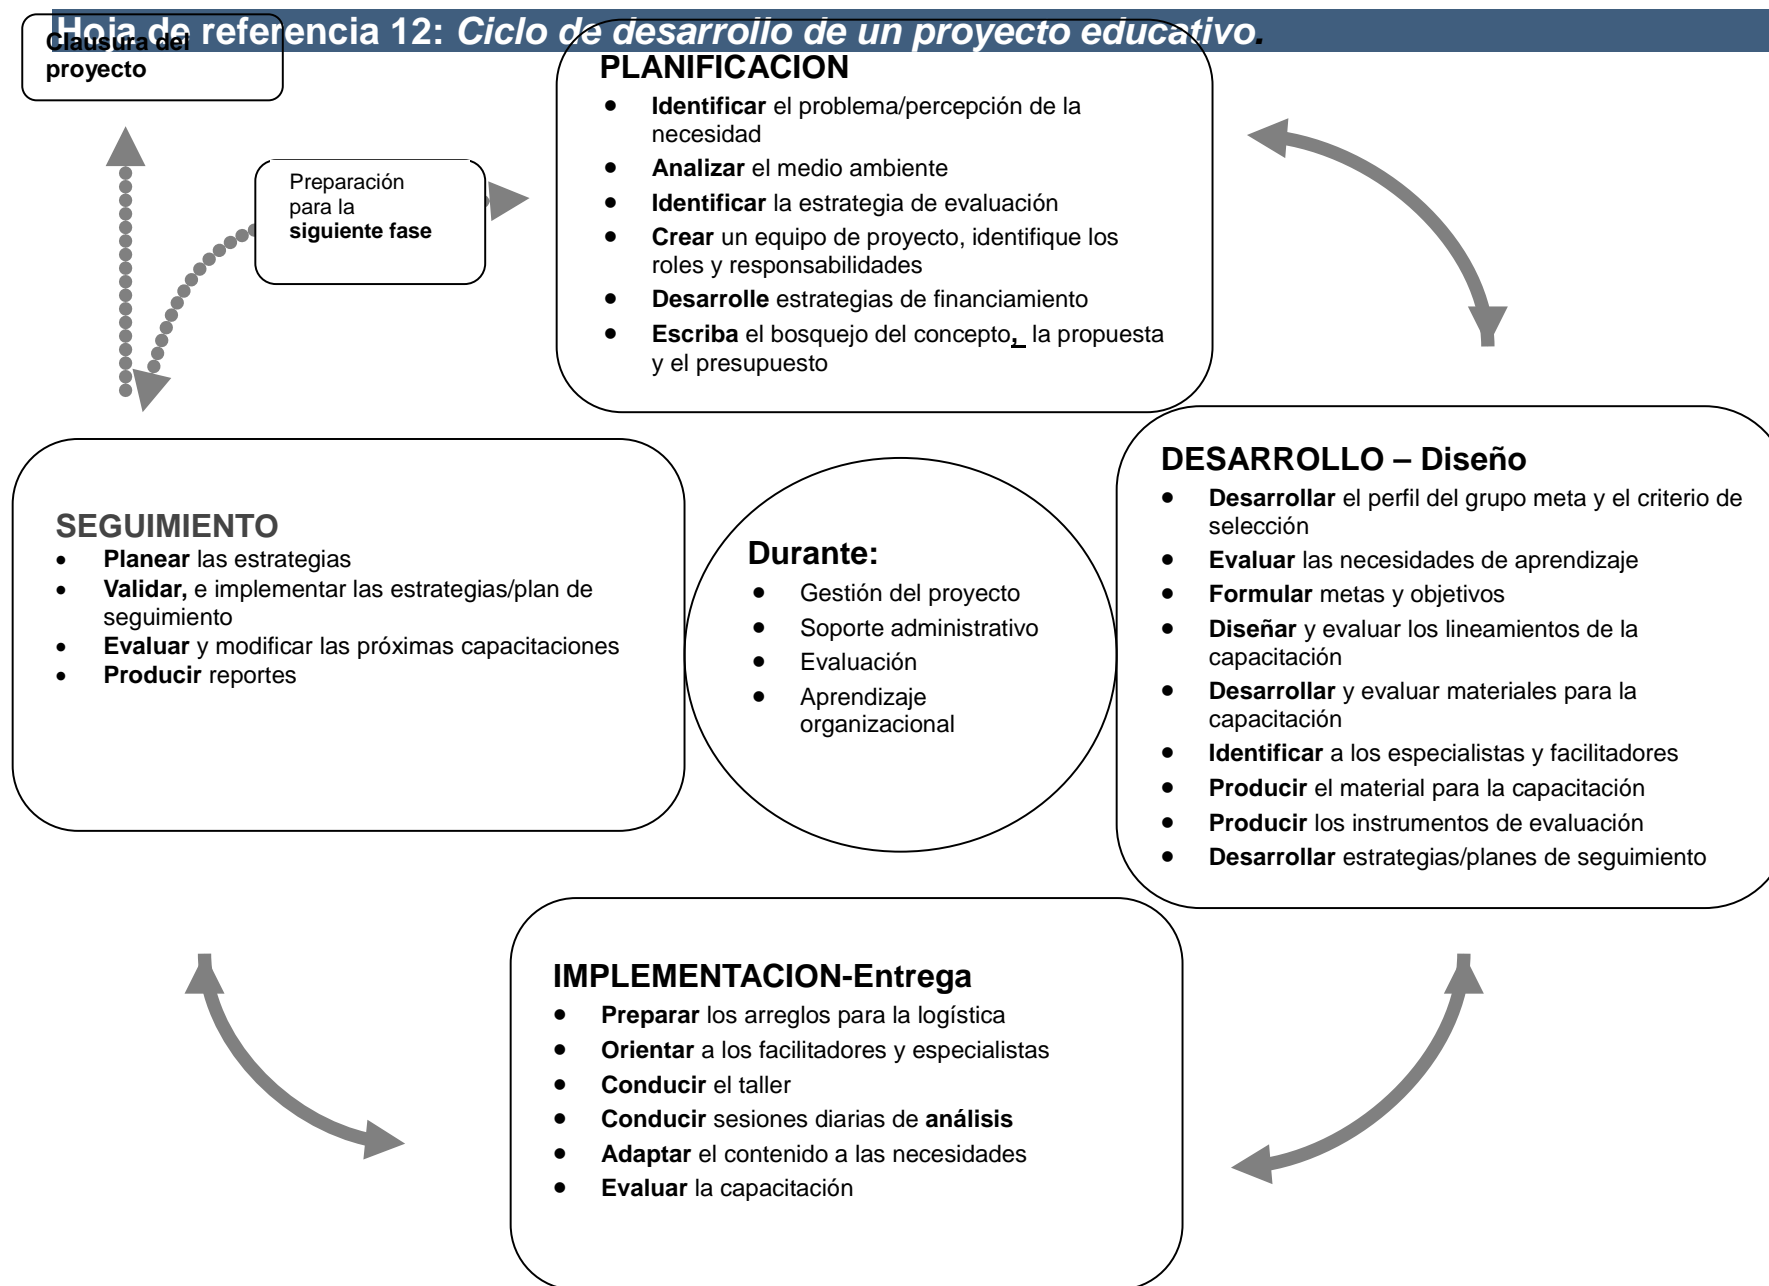 Hoja de referencia 12: Ciclo de desarrollo de un proyecto educativo.
Clausura del
proyecto
Preparación
para la
siguiente fase
PLANIFICACION
• Identificar el problema/percepción de la
necesidad
• Analizar el medio ambiente
• Identificar la estrategia de evaluación
• Crear un equipo de proyecto, identifique los
roles y responsabilidades
• Desarrolle estrategias de financiamiento
• Escriba el bosquejo del concepto,  la propuesta
y el presupuesto
DESARROLLO – Diseño
• Desarrollar el perfil del grupo meta y el criterio de
selección
• Evaluar las necesidades de aprendizaje
• Formular metas y objetivos
• Diseñar y evaluar los lineamientos de la
capacitación
• Desarrollar y evaluar materiales para la
capacitación
• Identificar a los especialistas y facilitadores
• Producir el material para la capacitación
• Producir los instrumentos de evaluación
• Desarrollar estrategias/planes de seguimiento
SEGUIMIENTO
• Planear las estrategias
• Validar, e implementar las estrategias/plan de
seguimiento
• Evaluar y modificar las próximas capacitaciones
• Producir reportes
Durante:
• Gestión del proyecto
• Soporte administrativo
• Evaluación
• Aprendizaje
organizacional
IMPLEMENTACION-Entrega
• Preparar los arreglos para la logística
• Orientar a los facilitadores y especialistas
• Conducir el taller
• Conducir sesiones diarias de análisis
• Adaptar el contenido a las necesidades
• Evaluar la capacitación